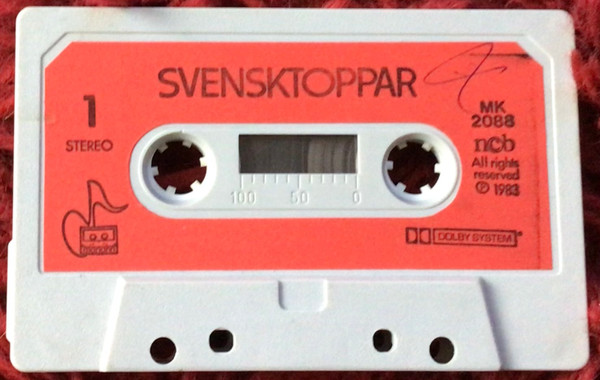 SVENSKTOPPAR
1
STEREO
MK
2088
ncb
All rights
reserved
℗ 1983
100 50 0
DOLBY SYSTEM